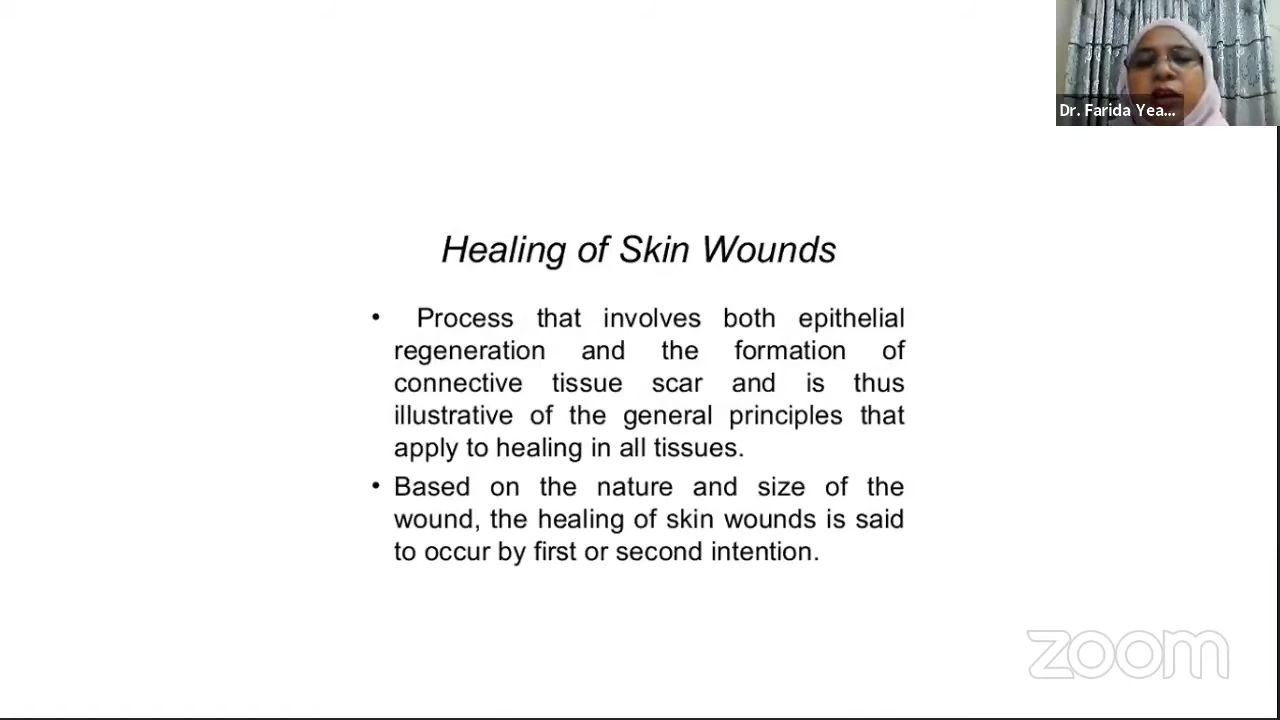 Dr. Farida Yea...
Healing of Skin Wounds
• Process that involves both epithelial
regeneration and the formation of
connective tissue scar and is thus
illustrative of the general principles that
apply to healing in all tissues.
• Based on the nature and size of the
wound, the healing of skin wounds is said
to occur by first or second intention.
zoom